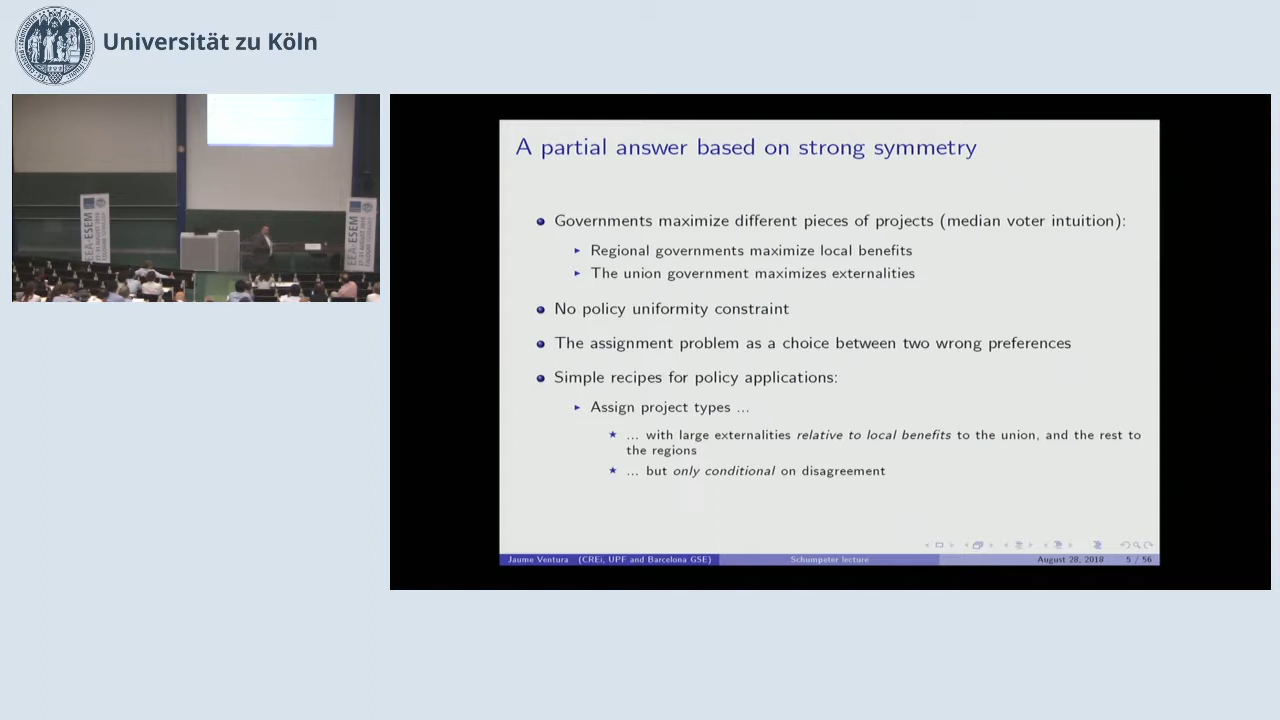 Universität zu Köln
EEA-ESEM
EEA-ESEM
A partial answer based on strong symmetry
Governments maximize different pieces of projects (median voter intuition):
Regional governments maximize local benefits
The union government maximizes externalities
No policy uniformity constraint
The assignment problem as a choice between two wrong preferences
Simple recipes for policy applications:
Assign project types ...
... with large externalities relative to local benefits to the union, and the rest to
the regions
... but only conditional on disagreement
Jaume Ventura (CREi, UPF and Barcelona GSE) Schumpeter lecture August 28, 2018 5 / 56